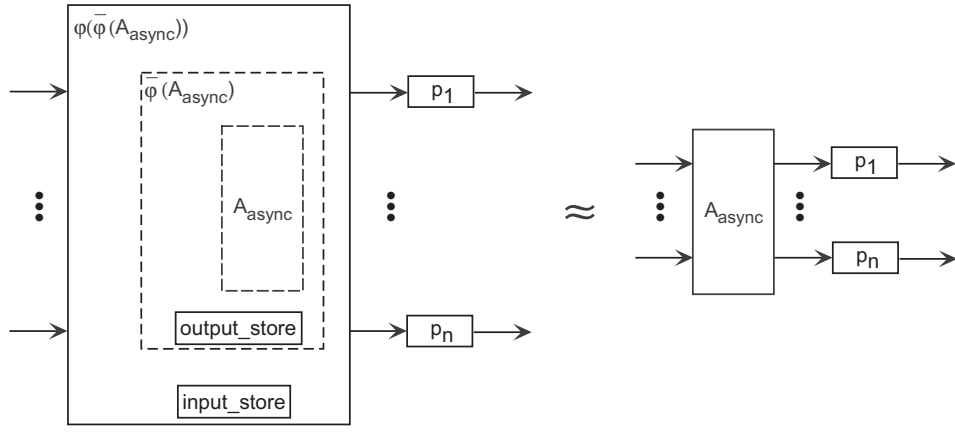 φ(φ̅(A_async))
φ̅(A_async)
A_async
output_store
input_store
p_1
p_n
≈
A_async
p_1
p_n